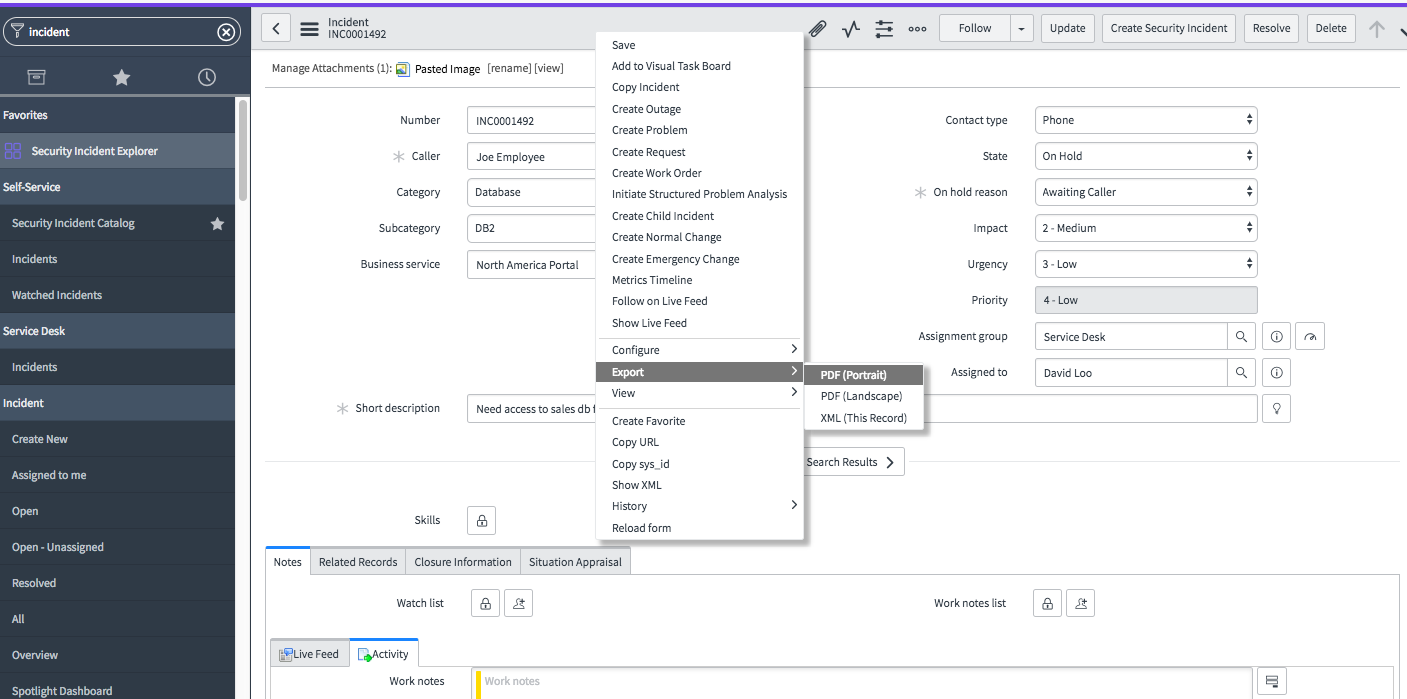 incident
Incident
INC0001492
Follow
Update
Create Security Incident
Resolve
Delete
Manage Attachments (1): Pasted Image [rename] [view]
Favorites
Security Incident Explorer
Self-Service
Security Incident Catalog
Incidents
Watched Incidents
Service Desk
Incidents
Incident
Create New
Assigned to me
Open
Open - Unassigned
Resolved
All
Overview
Spotlight Dashboard
Number INC0001492
Caller Joe Employee
Category Database
Subcategory DB2
Business service North America Portal
Short description Need access to sales db f
Save
Add to Visual Task Board
Copy Incident
Create Outage
Create Problem
Create Request
Create Work Order
Initiate Structured Problem Analysis
Create Child Incident
Create Normal Change
Create Emergency Change
Metrics Timeline
Follow on Live Feed
Show Live Feed
Configure
Export
View
Create Favorite
Copy URL
Copy sys_id
Show XML
History
Reload form
PDF (Portrait)
PDF (Landscape)
XML (This Record)
Contact type Phone
State On Hold
On hold reason Awaiting Caller
Impact 2 - Medium
Urgency 3 - Low
Priority 4 - Low
Assignment group Service Desk
Assigned to David Loo
Search Results
Skills
Notes
Related Records
Closure Information
Situation Appraisal
Watch list
Work notes list
Live Feed
Activity
Work notes Work notes